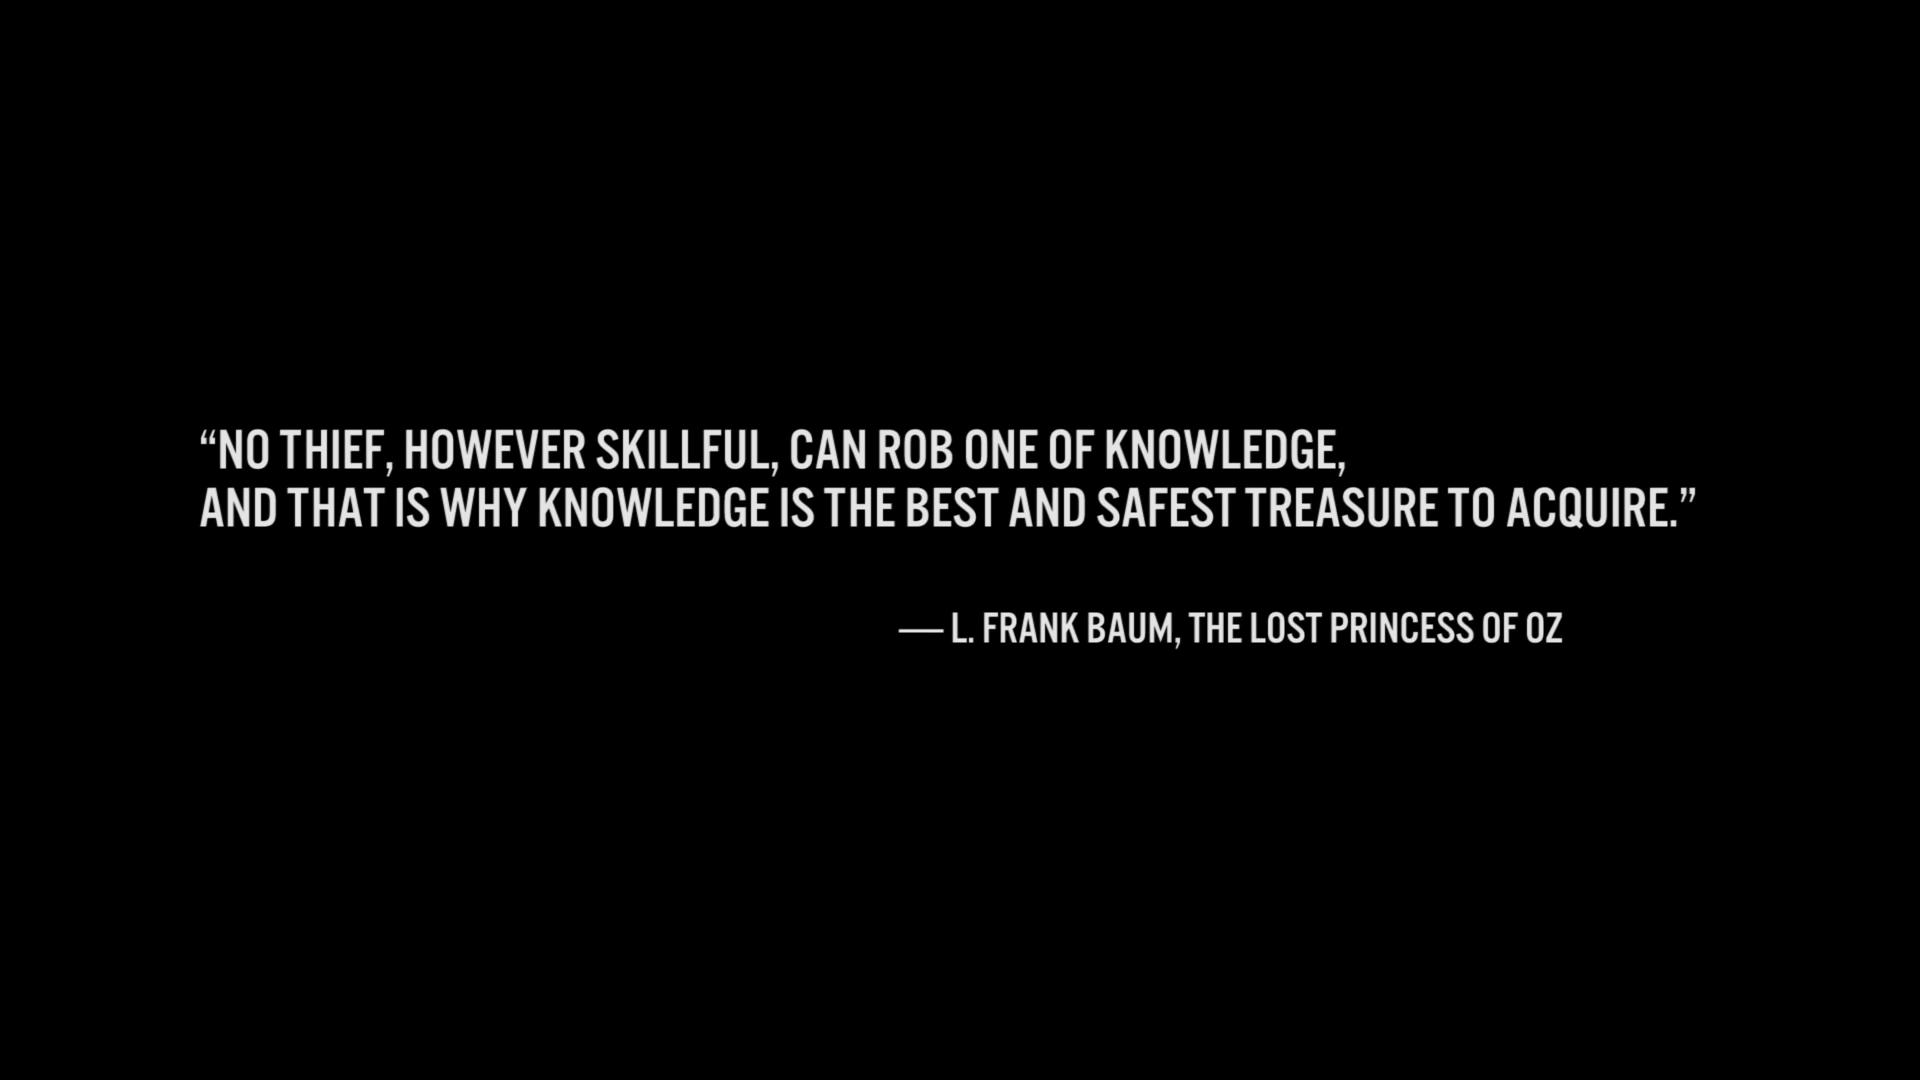 “NO THIEF, HOWEVER SKILLFUL, CAN ROB ONE OF KNOWLEDGE,
AND THAT IS WHY KNOWLEDGE IS THE BEST AND SAFEST TREASURE TO ACQUIRE.”
— L. FRANK BAUM, THE LOST PRINCESS OF OZ